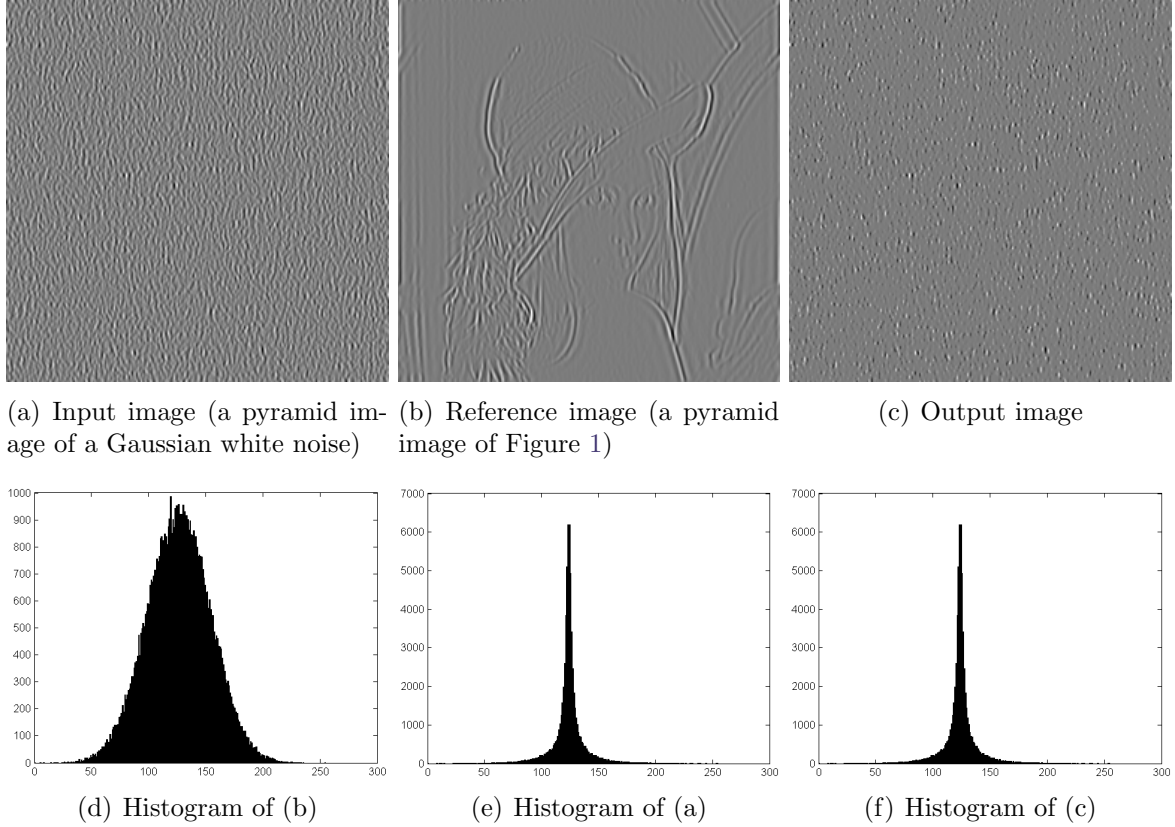 (a) Input image (a pyramid im-
age of a Gaussian white noise)
(b) Reference image (a pyramid
image of Figure 1)
(c) Output image
1000
900
800
700
600
500
400
300
200
100
0
0 50 100 150 200 250 300
(d) Histogram of (b)
7000
6000
5000
4000
3000
2000
1000
0
0 50 100 150 200 250 300
(e) Histogram of (a)
7000
6000
5000
4000
3000
2000
1000
0
0 50 100 150 200 250 300
(f) Histogram of (c)